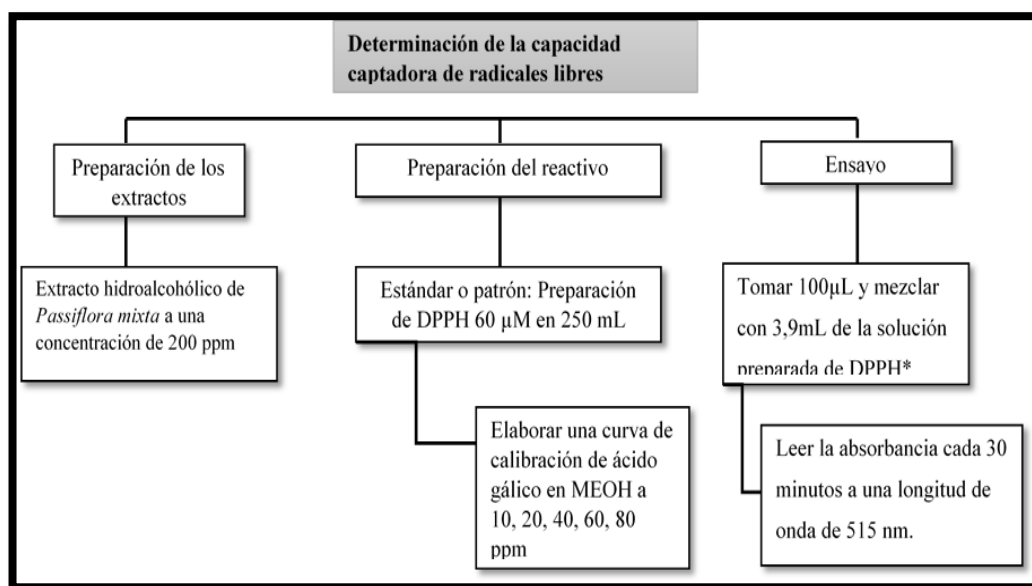 Determinación de la capacidad
captadora de radicales libres
Preparación de los
extractos
Extracto hidroalcohólico de
Passiflora mixta a una
concentración de 200 ppm
Preparación del reactivo
Estándar o patrón: Preparación
de DPPH 60 µM en 250 mL
Elaborar una curva de
calibración de ácido
gálico en MEOH a
10, 20, 40, 60, 80
ppm
Ensayo
Tomar 100µL y mezclar
con 3,9mL de la solución
preparada de DPPH*
Leer la absorbancia cada 30
minutos a una longitud de
onda de 515 nm.